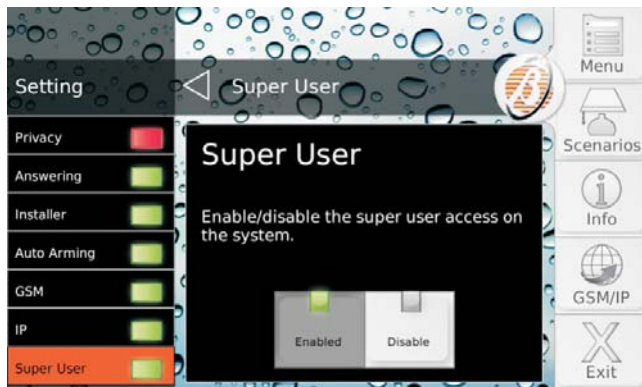 Setting
Super User
Menu
Scenarios
Info
GSM/IP
Exit
Privacy
Answering
Installer
Auto Arming
GSM
IP
Super User
Super User
Enable/disable the super user access on
the system.
Enabled
Disable